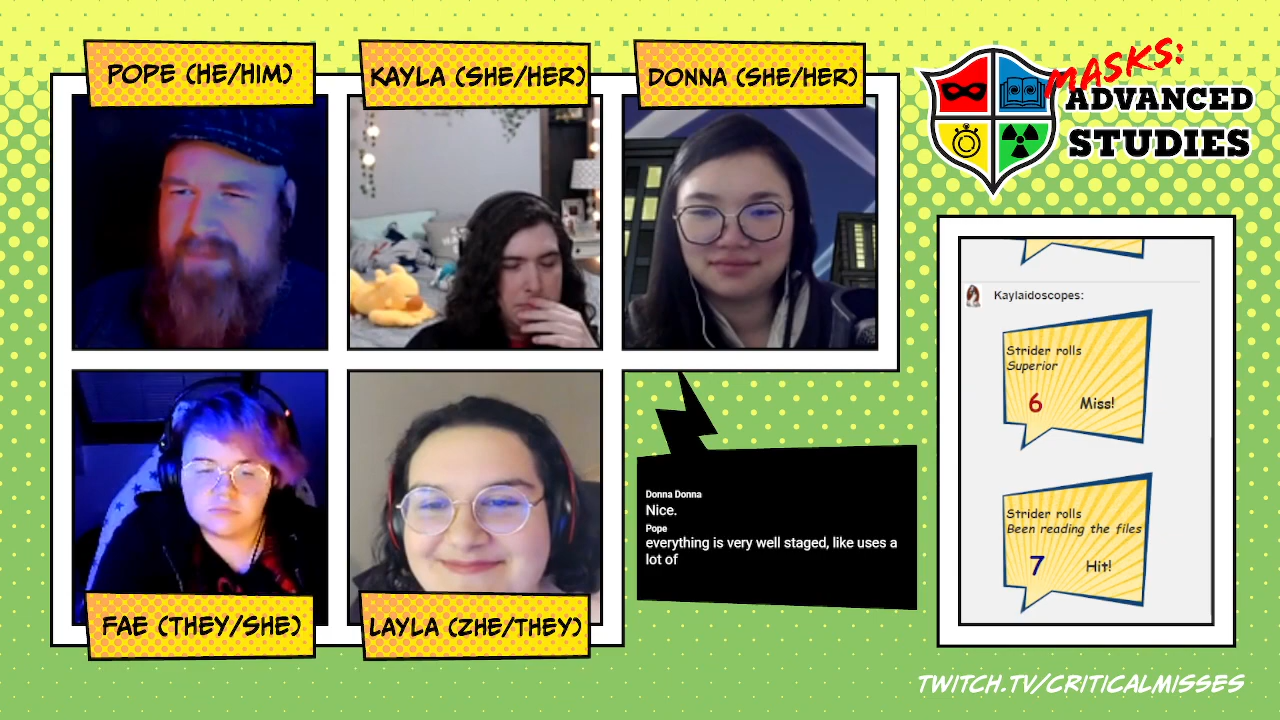 POPE (HE/HIM)
KAYLA (SHE/HER)
DONNA (SHE/HER)
MASKS:
ADVANCED
STUDIES
Kaylaidoscopes:
Strider rolls
Superior
6 Miss!
Strider rolls
Been reading the files
7 Hit!
Donna Donna
Nice.
Pope
everything is very well staged, like uses a
lot of
FAE (THEY/SHE)
LAYLA (ZHE/THEY)
TWITCH.TV/CRITICALMISSES